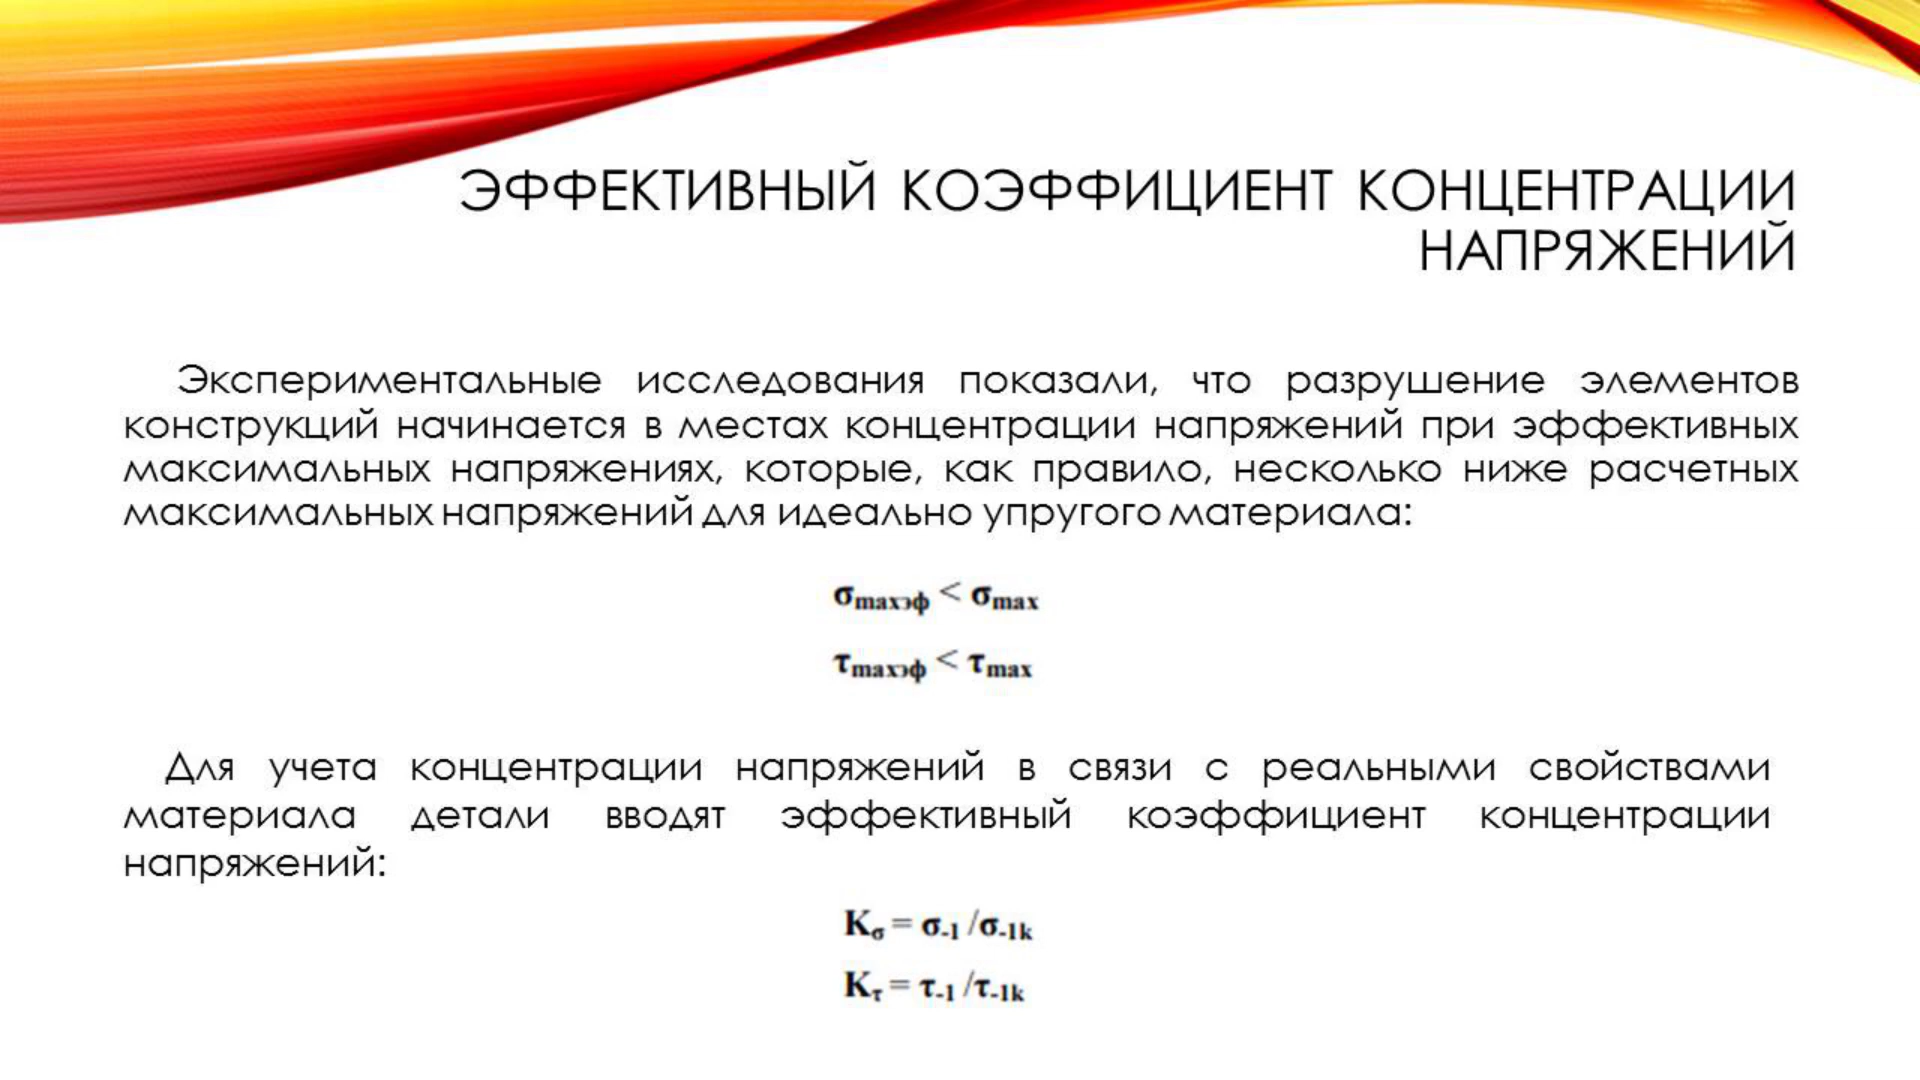 ЭФФЕКТИВНЫЙ КОЭФФИЦИЕНТ КОНЦЕНТРАЦИИ
НАПРЯЖЕНИЙ
Экспериментальные исследования показали, что разрушение элементов
конструкций начинается в местах концентрации напряжений при эффективных
максимальных напряжениях, которые, как правило, несколько ниже расчетных
максимальных напряжений для идеально упругого материала:
σmaxэф < σmax
τmaxэф < τmax
Для учета концентрации напряжений в связи с реальными свойствами
материала детали вводят эффективный коэффициент концентрации
напряжений:
Kσ = σ-1 /σ-1k
Kτ = τ-1 /τ-1k